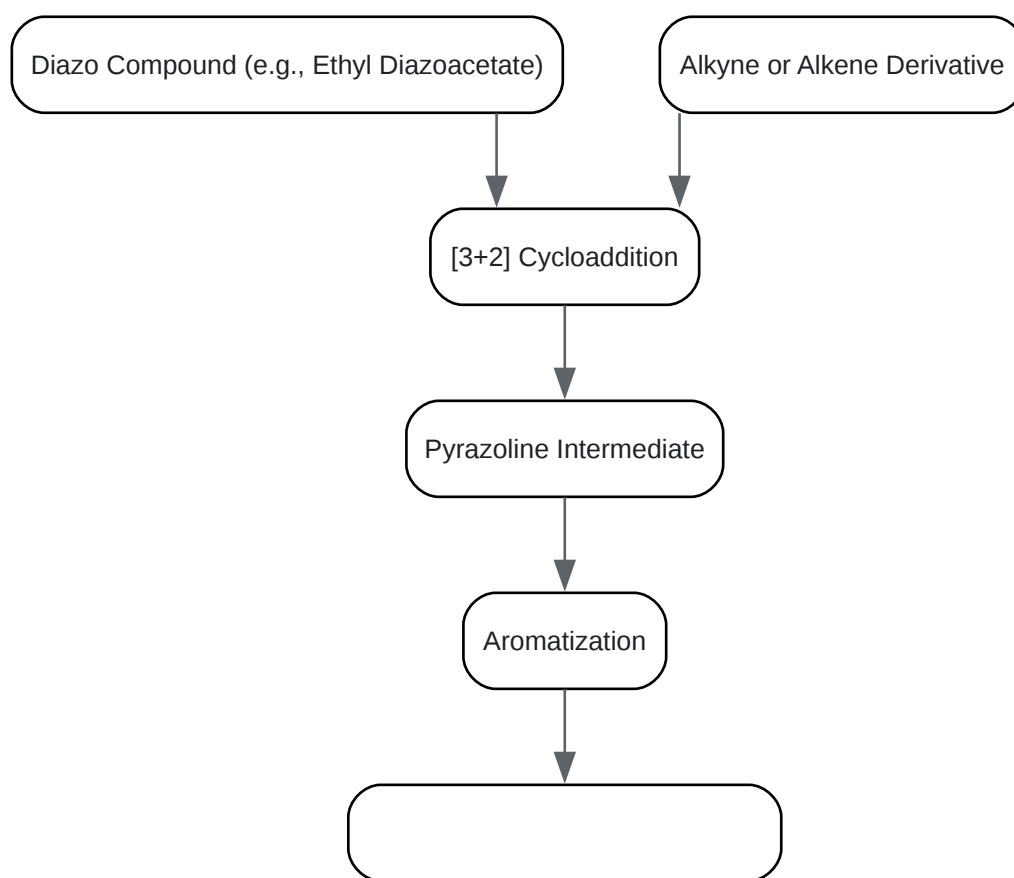 Diazo Compound (e.g., Ethyl Diazoacetate)
Alkyne or Alkene Derivative
[3+2] Cycloaddition
Pyrazoline Intermediate
Aromatization